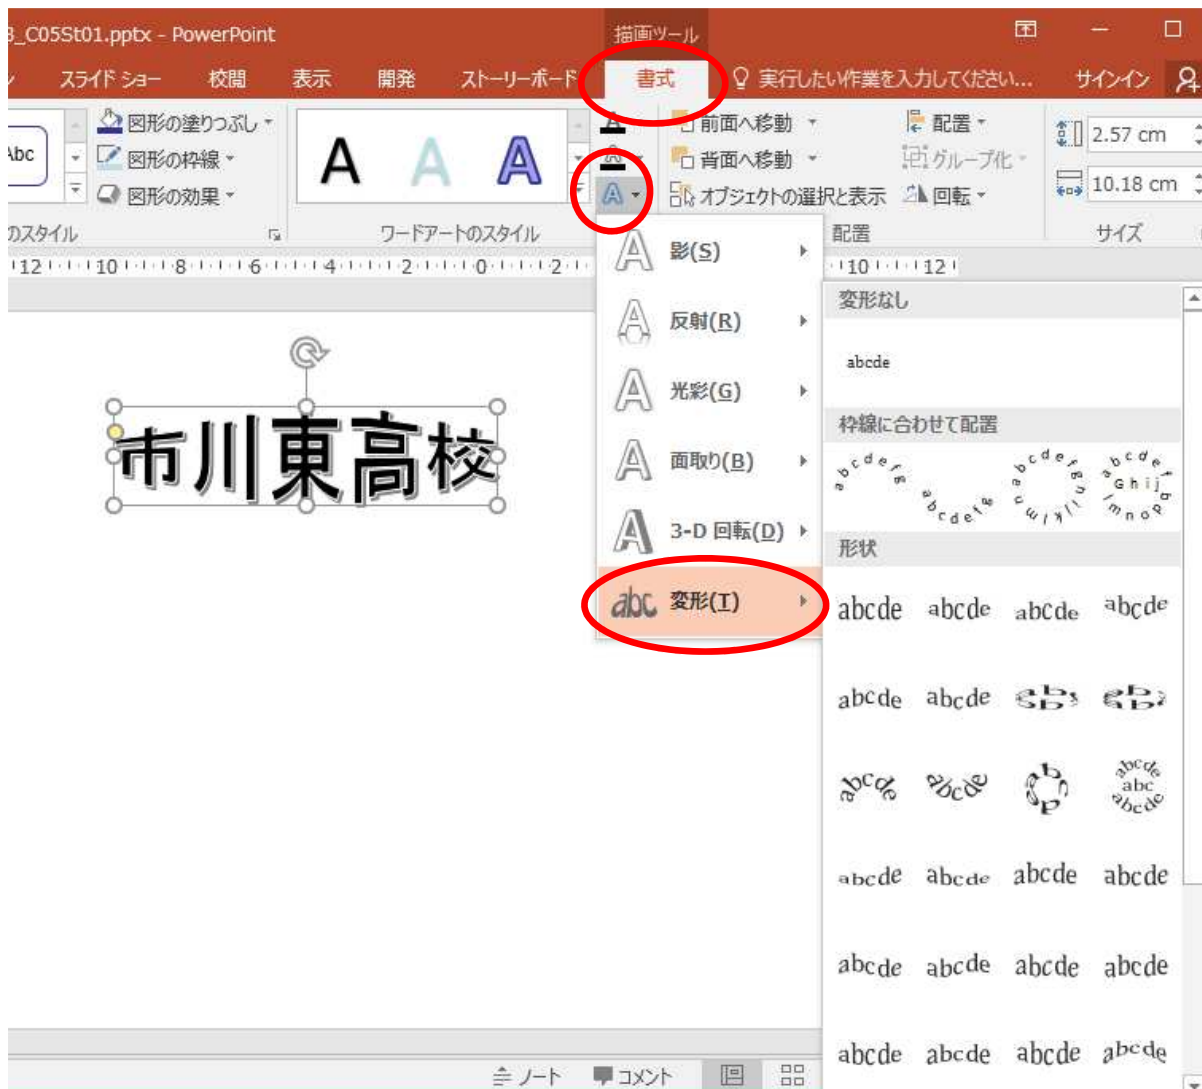 3_C05St01.pptx - PowerPoint
描画ツール
スライド ショー 校閲 表示 開発 ストーリーボード 書式 実行したい作業を入力してください... サインイン
Abc
図形の塗りつぶし
図形の枠線
図形の効果
のスタイル
A A A
ワードアートのスタイル
A
A
A
前面へ移動
背面へ移動
オブジェクトの選択と表示
配置
グループ化
回転
配置
2.57 cm
10.18 cm
サイズ
12 10 8 6 4 2 0 2 10 12
市川東高校
影(S)
反射(R)
光彩(G)
面取り(B)
3-D 回転(D)
abc 変形(T)
変形なし
abcde
枠線に合わせて配置
形状
abcde abcde abcde abcde
abcde abcde
abcde abcde
abcde
abc
abcde
abcde abcde abcde abcde
abcde abcde abcde abcde
abcde abcde abcde abcde
ノート コメント